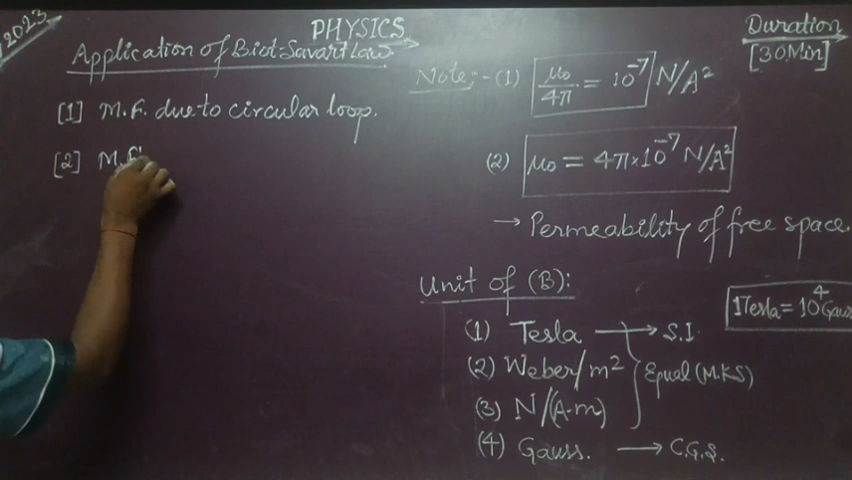 2023
PHYSICS
Duration
[30Min]
Application of Biot-Savart Law
[1] M.F. due to circular loop.
[2] M.F.
Note:- (1) μ₀/4π = 10⁻⁷ N/A²
(2) μ₀ = 4π×10⁻⁷ N/A²
→ Permeability of free space.
Unit of (B):
1Tesla = 10⁴ Gauss
(1) Tesla → S.I.
(2) Weber/m²
(3) N/(A-m)
Equal (M.K.S)
(4) Gauss. → C.G.S.